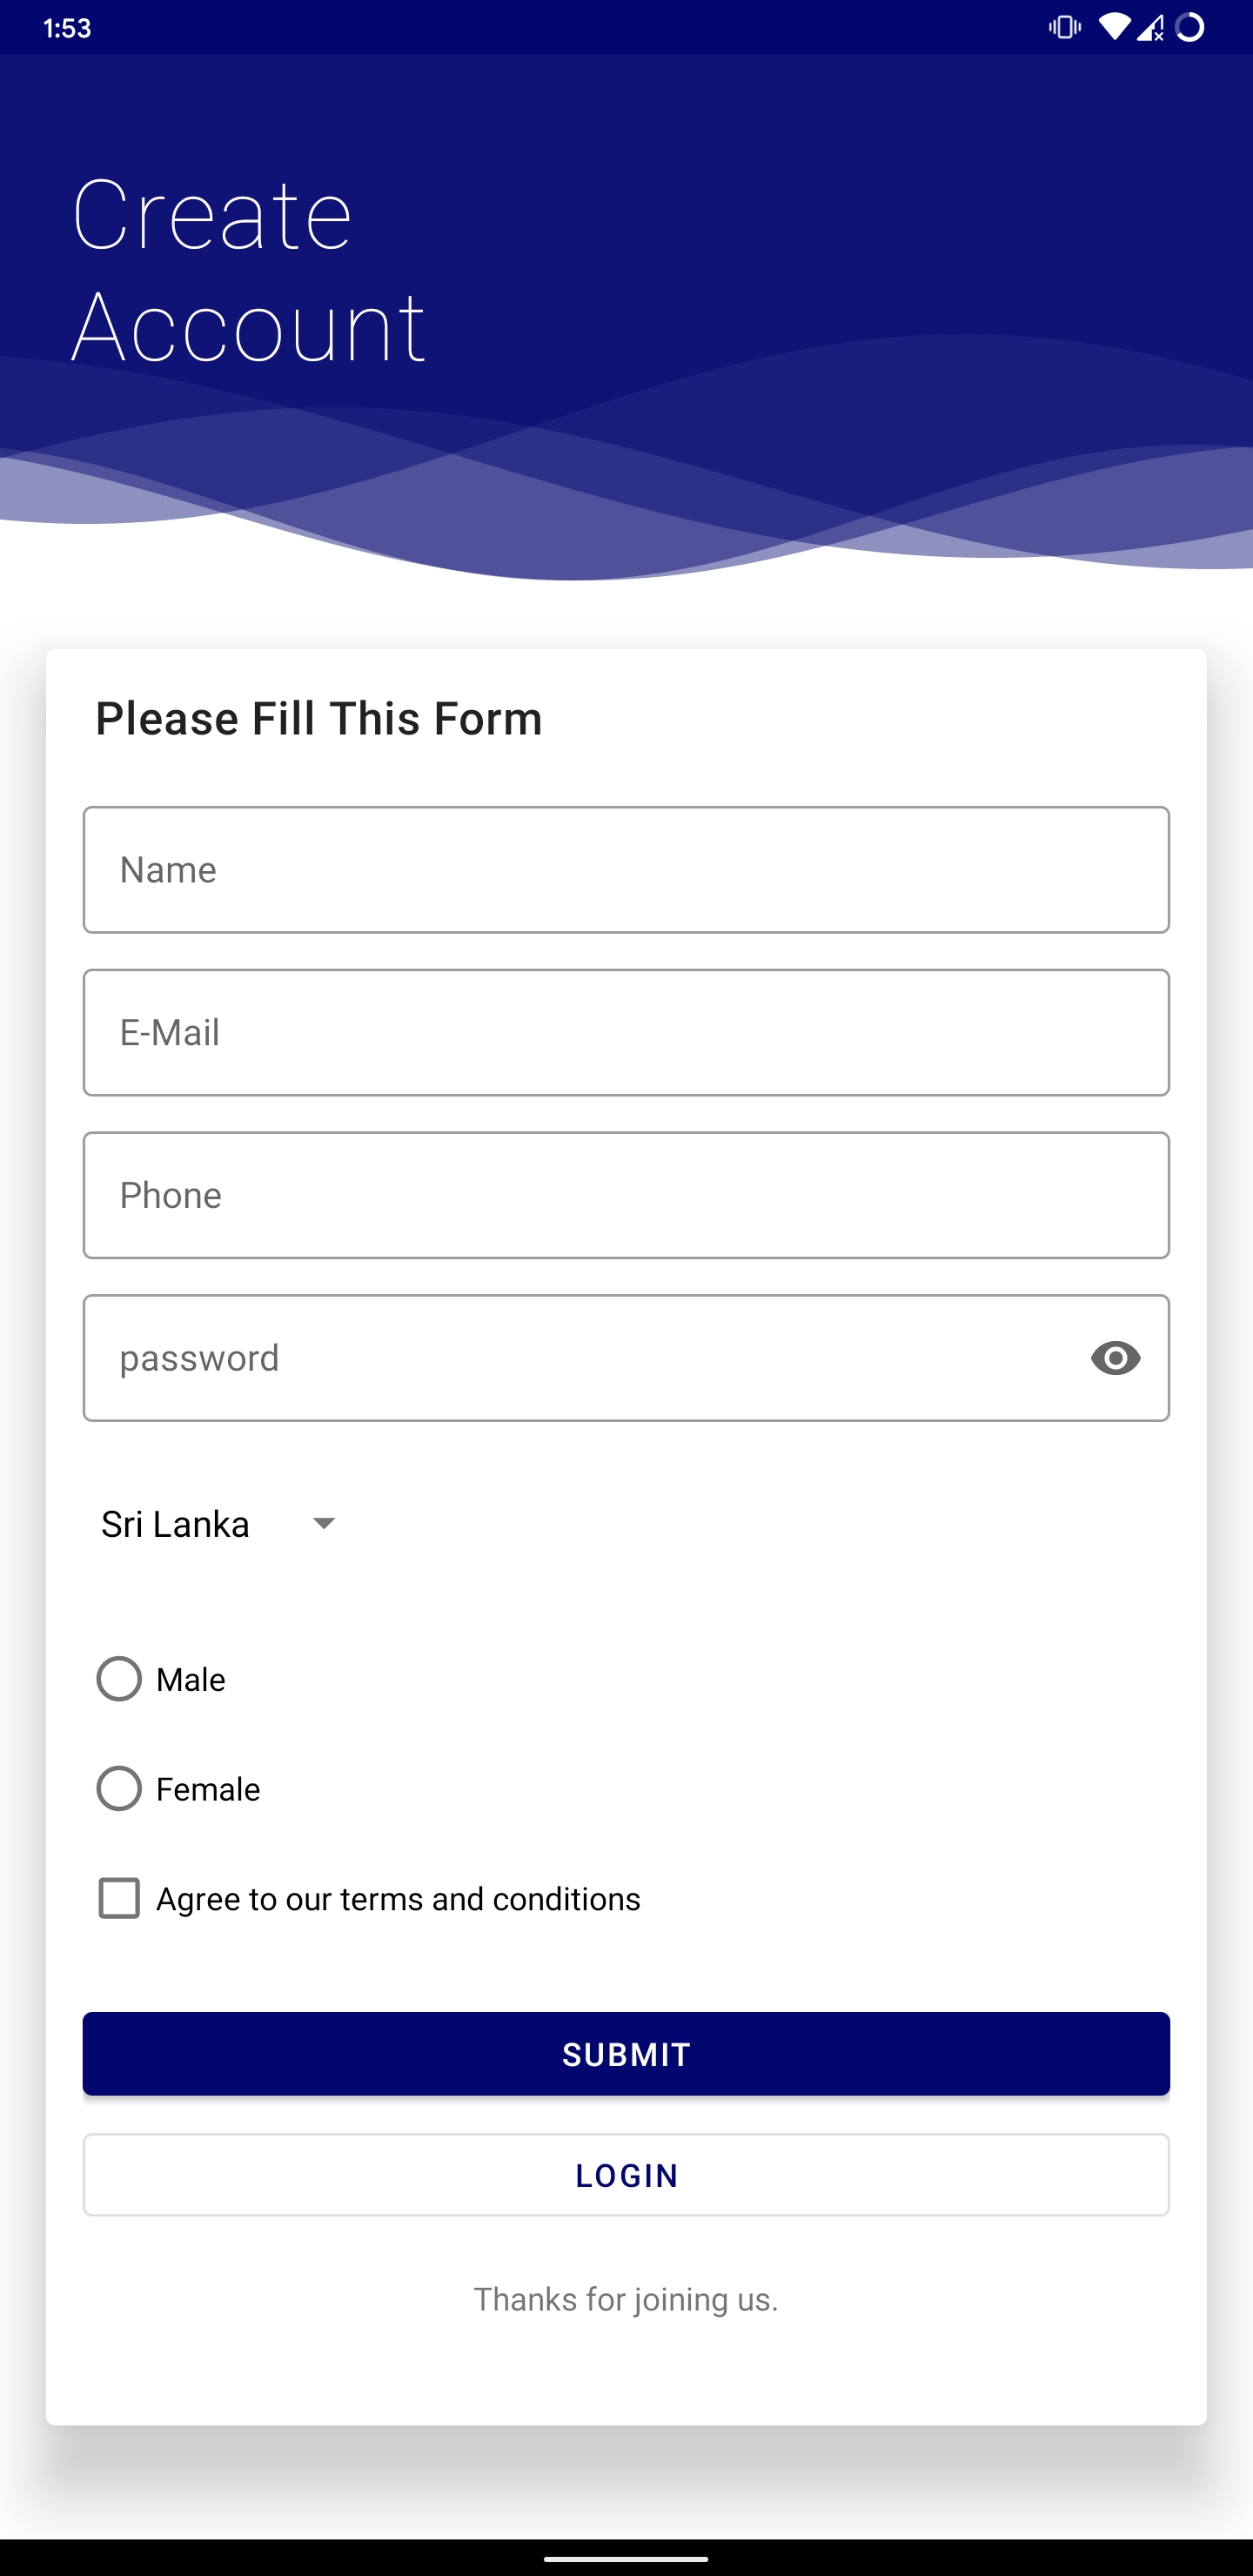 1:53
Create
Account
Please Fill This Form
Name
E-Mail
Phone
password
Sri Lanka
Male
Female
Agree to our terms and conditions
SUBMIT
LOGIN
Thanks for joining us.